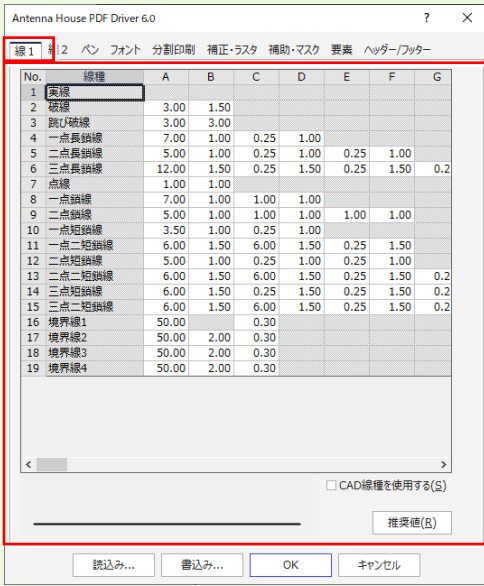 Antenna House PDF Driver 6.0 ? ×
線1 線2 ペン フォント 分割印刷 補正・ラスタ 補助・マスク 要素 ヘッダー/フッター
No. 線種 A B C D E F G
1 実線
2 破線 3.00 1.50
3 跳び破線 3.00 3.00
4 一点長鎖線 7.00 1.00 0.25 1.00
5 二点長鎖線 5.00 1.00 0.25 1.00 0.25 1.00
6 三点長鎖線 12.00 1.50 0.25 1.50 0.25 1.50 0.2
7 点線 1.00 1.00
8 一点鎖線 7.00 1.00 1.00 1.00
9 二点鎖線 5.00 1.00 1.00 1.00 1.00 1.00
10 一点短鎖線 3.50 1.00 0.25 1.00
11 一点二短鎖線 6.00 1.50 6.00 1.50 0.25 1.50
12 二点短鎖線 5.00 1.00 0.25 1.00 0.25 1.00
13 二点二短鎖線 6.00 1.50 6.00 1.50 0.25 1.50 0.2
14 三点短鎖線 6.00 1.50 0.25 1.50 0.25 1.50 0.2
15 三点二短鎖線 6.00 1.50 6.00 1.50 0.25 1.50 0.2
16 境界線1 50.00 0.30
17 境界線2 50.00 2.00 0.30
18 境界線3 50.00 2.00 0.30
19 境界線4 50.00 2.00 0.30
CAD線種を使用する(S)
推奨値(R)
読込み... 書込み... OK キャンセル